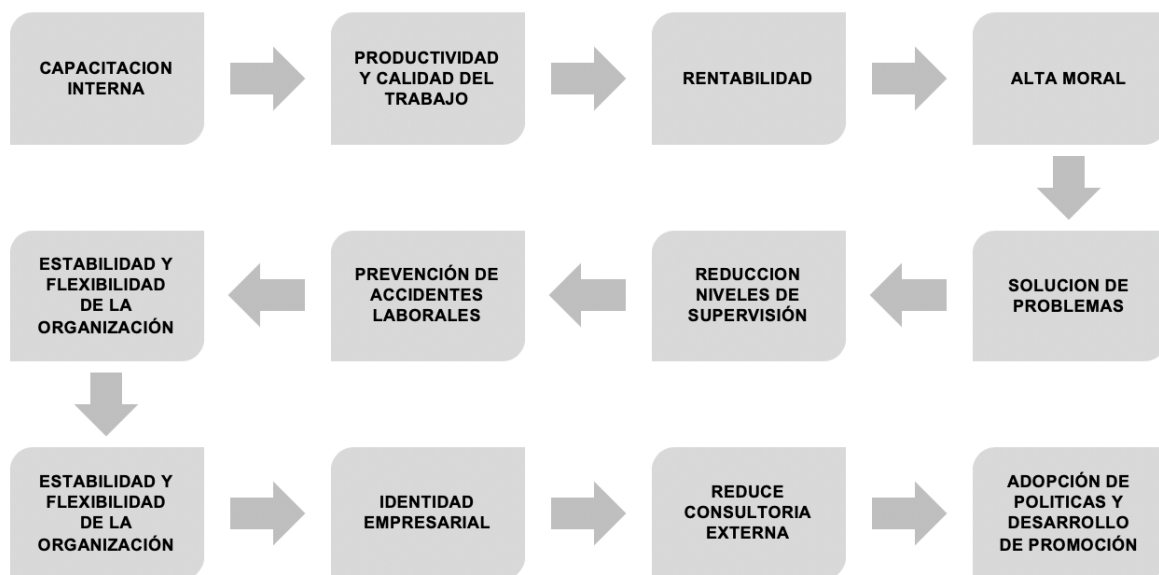 CAPACITACION
INTERNA
PRODUCTIVIDAD
Y CALIDAD DEL
TRABAJO
RENTABILIDAD
ALTA MORAL
SOLUCION DE
PROBLEMAS
REDUCCION
NIVELES DE
SUPERVISIÓN
PREVENCIÓN DE
ACCIDENTES
LABORALES
ESTABILIDAD Y
FLEXIBILIDAD
DE LA
ORGANIZACIÓN
ESTABILIDAD Y
FLEXIBILIDAD
DE LA
ORGANIZACIÓN
IDENTIDAD
EMPRESARIAL
REDUCE
CONSULTORIA
EXTERNA
ADOPCIÓN DE
POLITICAS Y
DESARROLLO
DE PROMOCIÓN